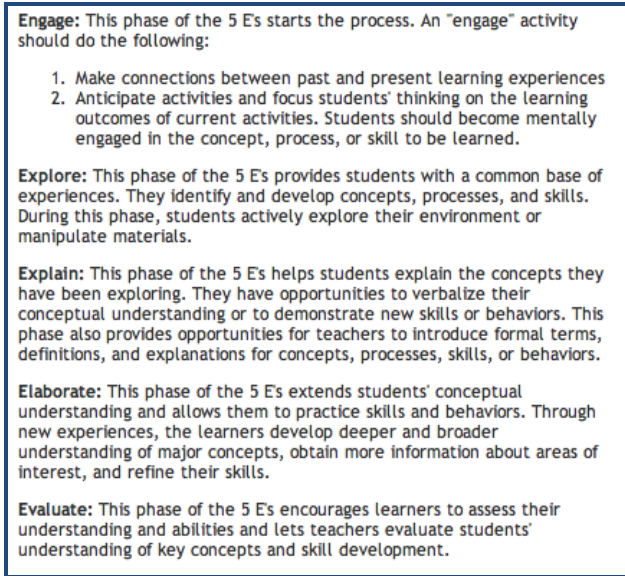 Engage: This phase of the 5 E's starts the process. An "engage" activity
should do the following:
1. Make connections between past and present learning experiences
2. Anticipate activities and focus students' thinking on the learning
outcomes of current activities. Students should become mentally
engaged in the concept, process, or skill to be learned.
Explore: This phase of the 5 E's provides students with a common base of
experiences. They identify and develop concepts, processes, and skills.
During this phase, students actively explore their environment or
manipulate materials.
Explain: This phase of the 5 E's helps students explain the concepts they
have been exploring. They have opportunities to verbalize their
conceptual understanding or to demonstrate new skills or behaviors. This
phase also provides opportunities for teachers to introduce formal terms,
definitions, and explanations for concepts, processes, skills, or behaviors.
Elaborate: This phase of the 5 E's extends students' conceptual
understanding and allows them to practice skills and behaviors. Through
new experiences, the learners develop deeper and broader
understanding of major concepts, obtain more information about areas of
interest, and refine their skills.
Evaluate: This phase of the 5 E's encourages learners to assess their
understanding and abilities and lets teachers evaluate students'
understanding of key concepts and skill development.